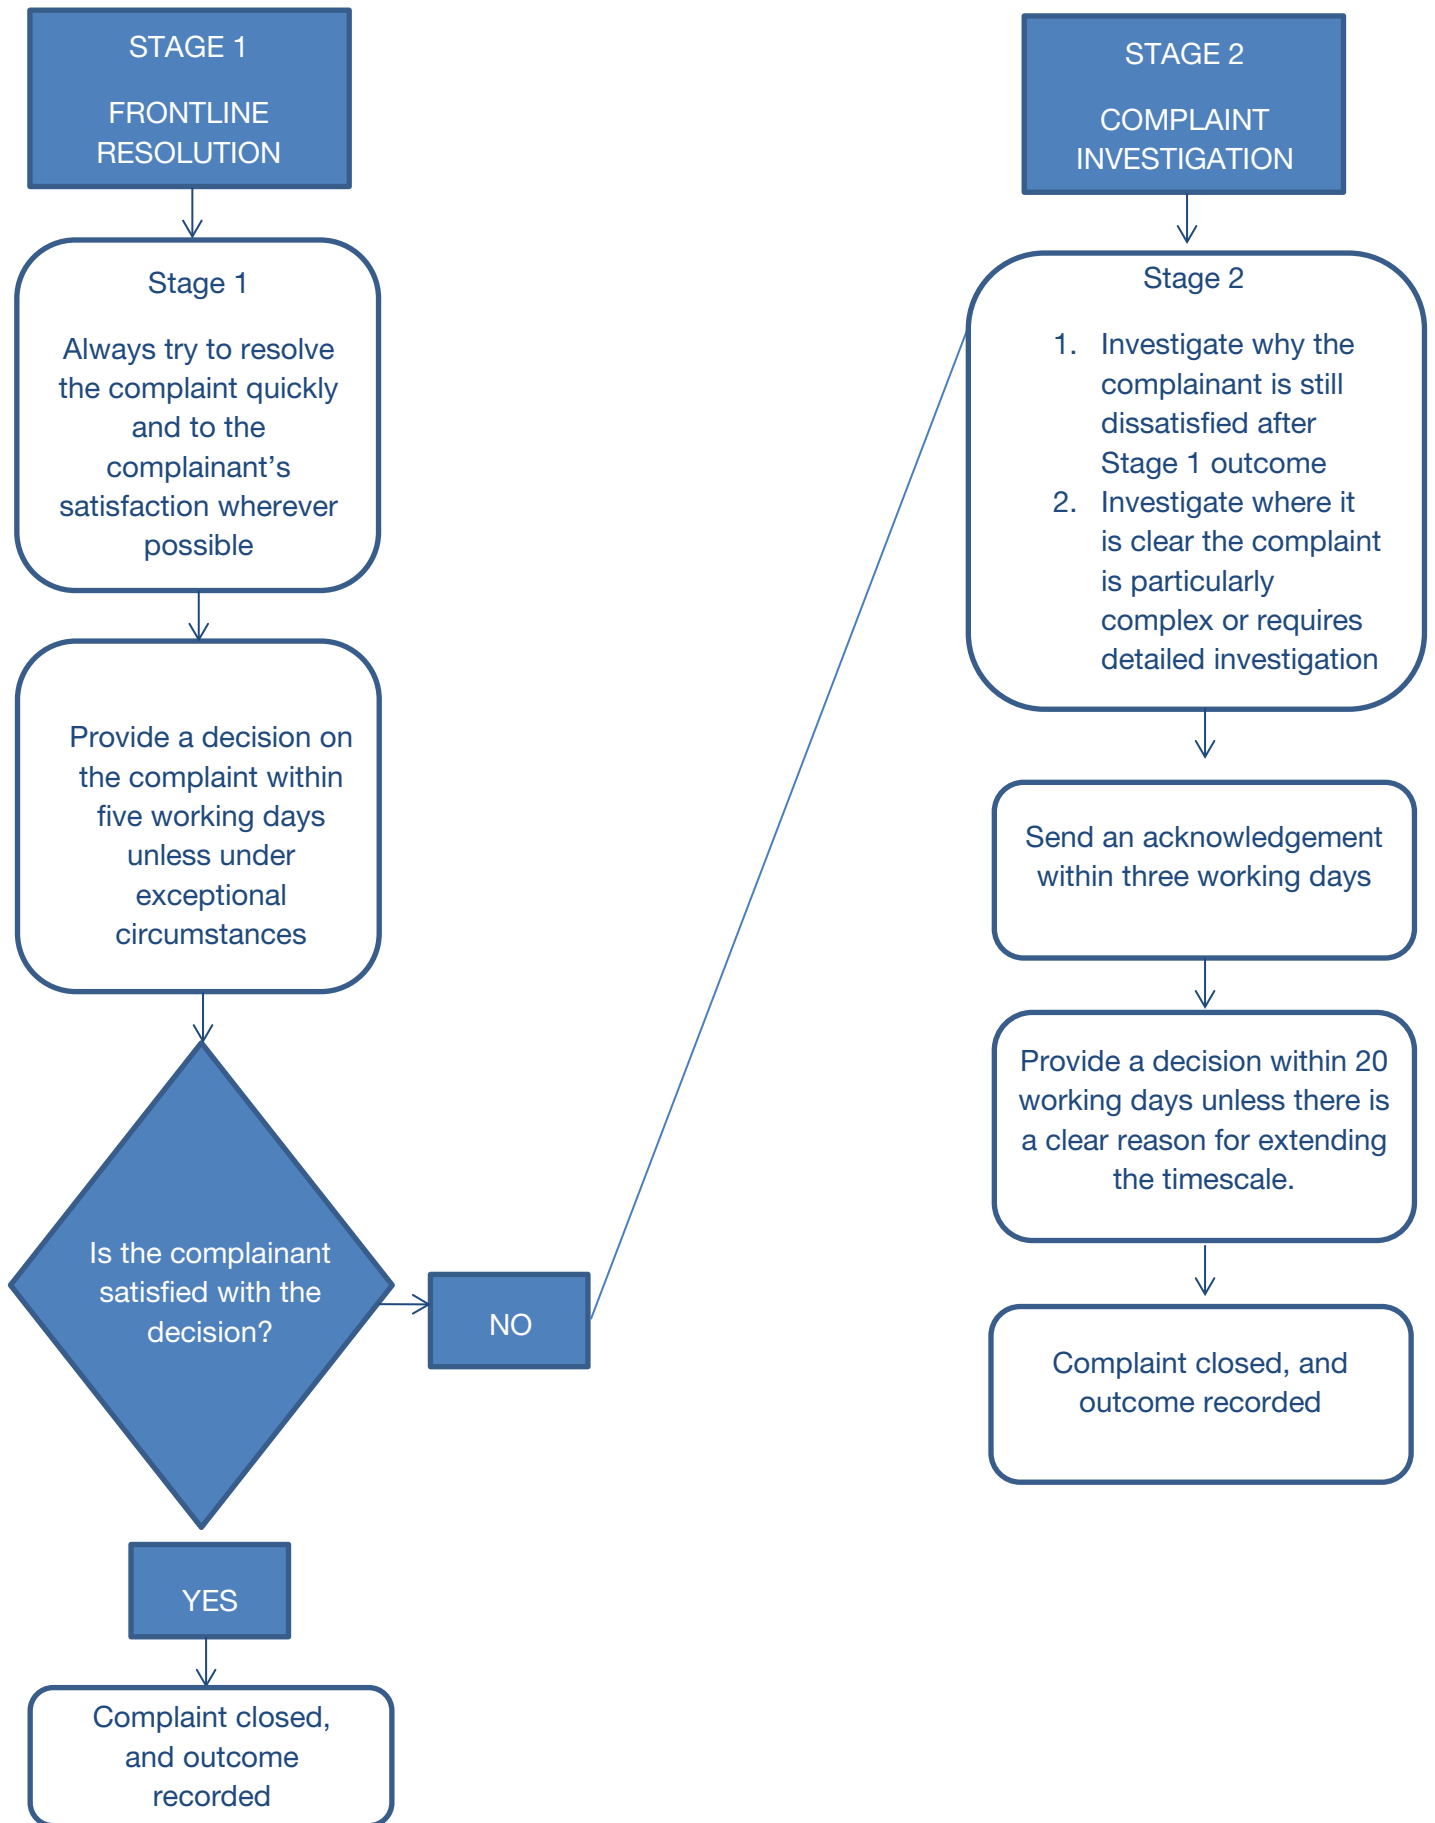 STAGE 1
FRONTLINE
RESOLUTION
Stage 1
Always try to resolve
the complaint quickly
and to the
complainant’s
satisfaction wherever
possible
Provide a decision on
the complaint within
five working days
unless under
exceptional
circumstances
Is the complainant
satisfied with the
decision?
NO
YES
Complaint closed,
and outcome
recorded
STAGE 2
COMPLAINT
INVESTIGATION
Stage 2
1. Investigate why the
complainant is still
dissatisfied after
Stage 1 outcome
2. Investigate where it
is clear the complaint
is particularly
complex or requires
detailed investigation
Send an acknowledgement
within three working days
Provide a decision within 20
working days unless there is
a clear reason for extending
the timescale.
Complaint closed, and
outcome recorded